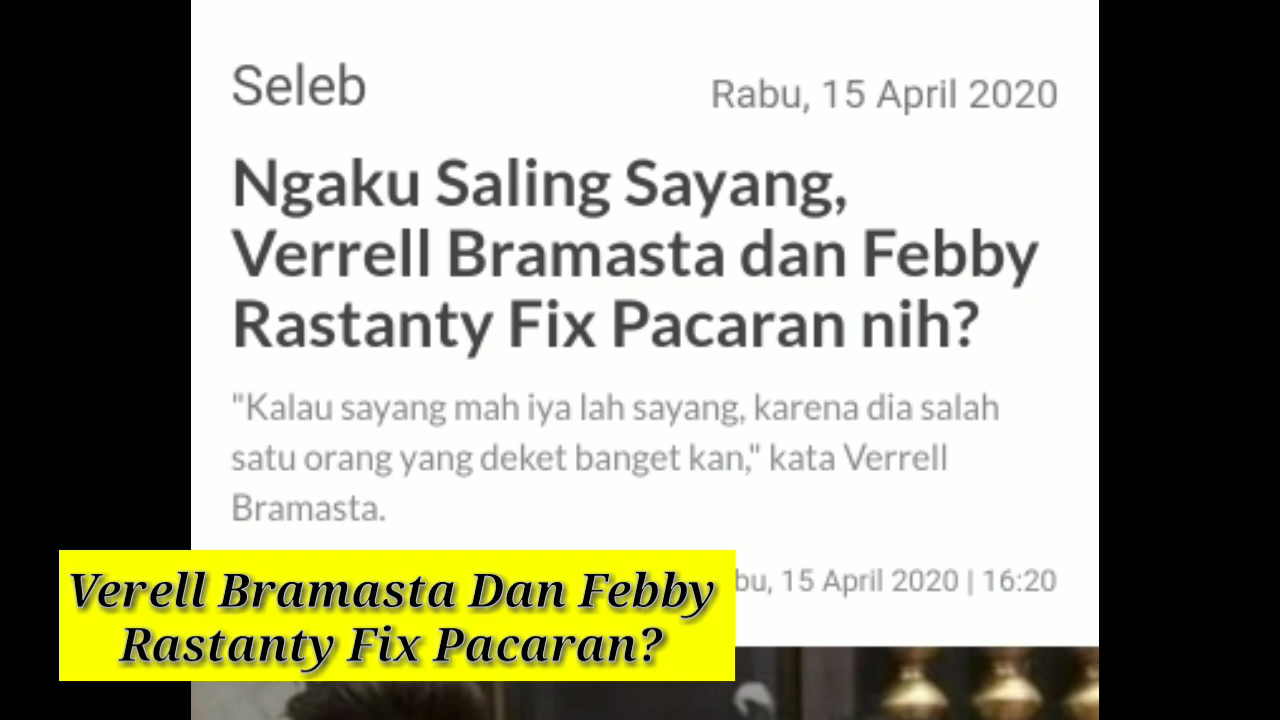 Seleb
Rabu, 15 April 2020
Ngaku Saling Sayang,
Verrell Bramasta dan Febby
Rastanty Fix Pacaran nih?
"Kalau sayang mah iya lah sayang, karena dia salah
satu orang yang deket banget kan," kata Verrell
Bramasta.
bu, 15 April 2020 | 16:20
Verell Bramasta Dan Febby
Rastanty Fix Pacaran?